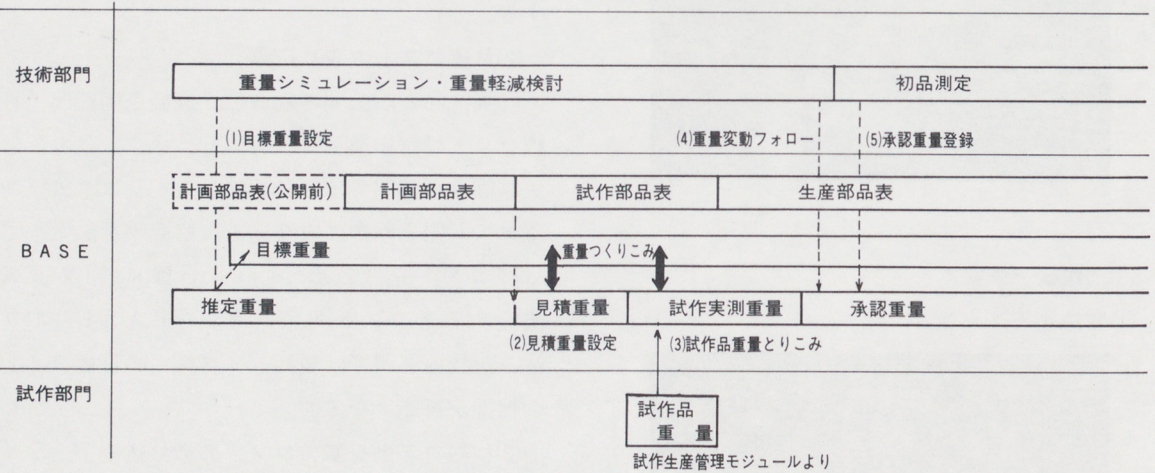 技術部門
重量シミュレーション・重量軽減検討
初品測定
(1)目標重量設定
(4)重量変動フォロー
(5)承認重量登録
計画部品表(公開前)
計画部品表
試作部品表
生産部品表
BASE
目標重量
重量つくりこみ
推定重量
見積重量
試作実測重量
承認重量
(2)見積重量設定
(3)試作品重量とりこみ
試作部門
試作品
重 量
試作生産管理モジュールより